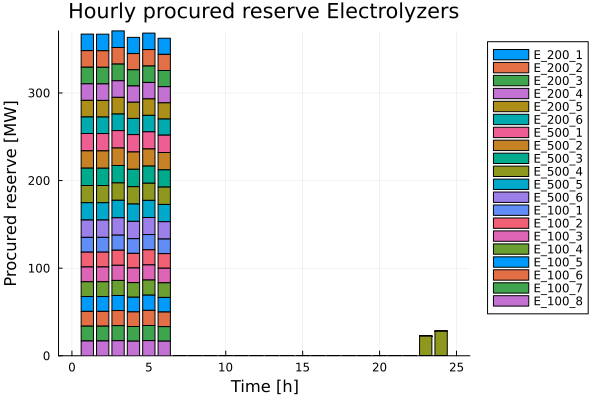 Hourly procured reserve Electrolyzers
Procured reserve [MW]
300
200
100
0
0 5 10 15 20 25
Time [h]
E_200_1
E_200_2
E_200_3
E_200_4
E_200_5
E_200_6
E_500_1
E_500_2
E_500_3
E_500_4
E_500_5
E_500_6
E_100_1
E_100_2
E_100_3
E_100_4
E_100_5
E_100_6
E_100_7
E_100_8